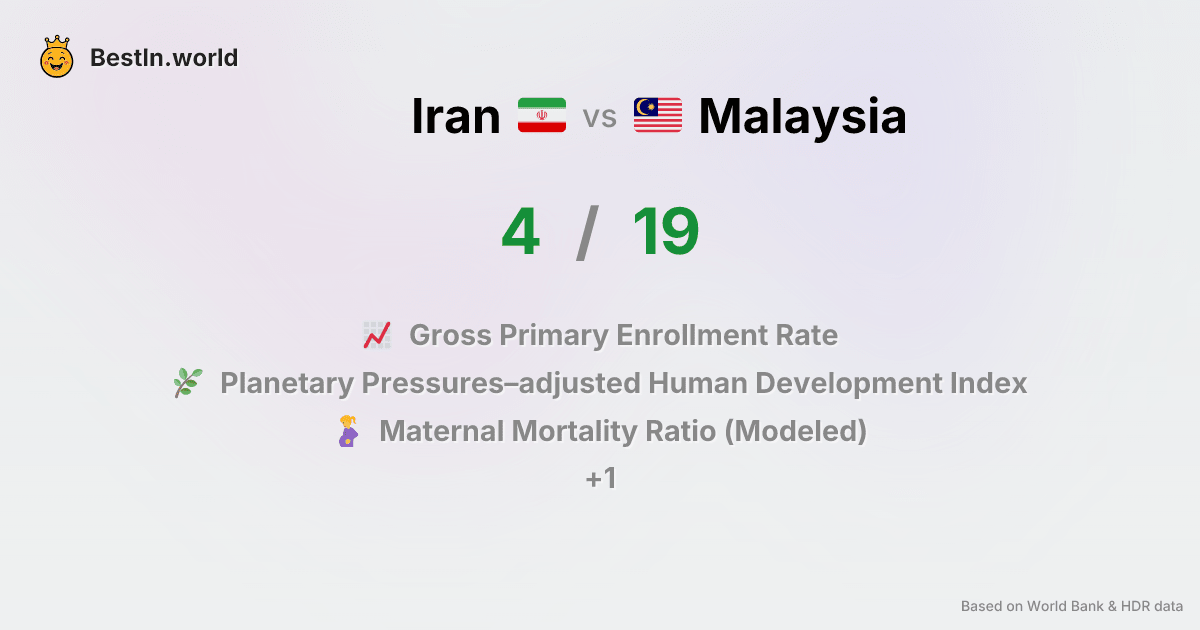 BestIn.world
Iran vs Malaysia
4 / 19
Gross Primary Enrollment Rate
Planetary Pressures–adjusted Human Development Index
Maternal Mortality Ratio (Modeled)
+1
Based on World Bank & HDR data